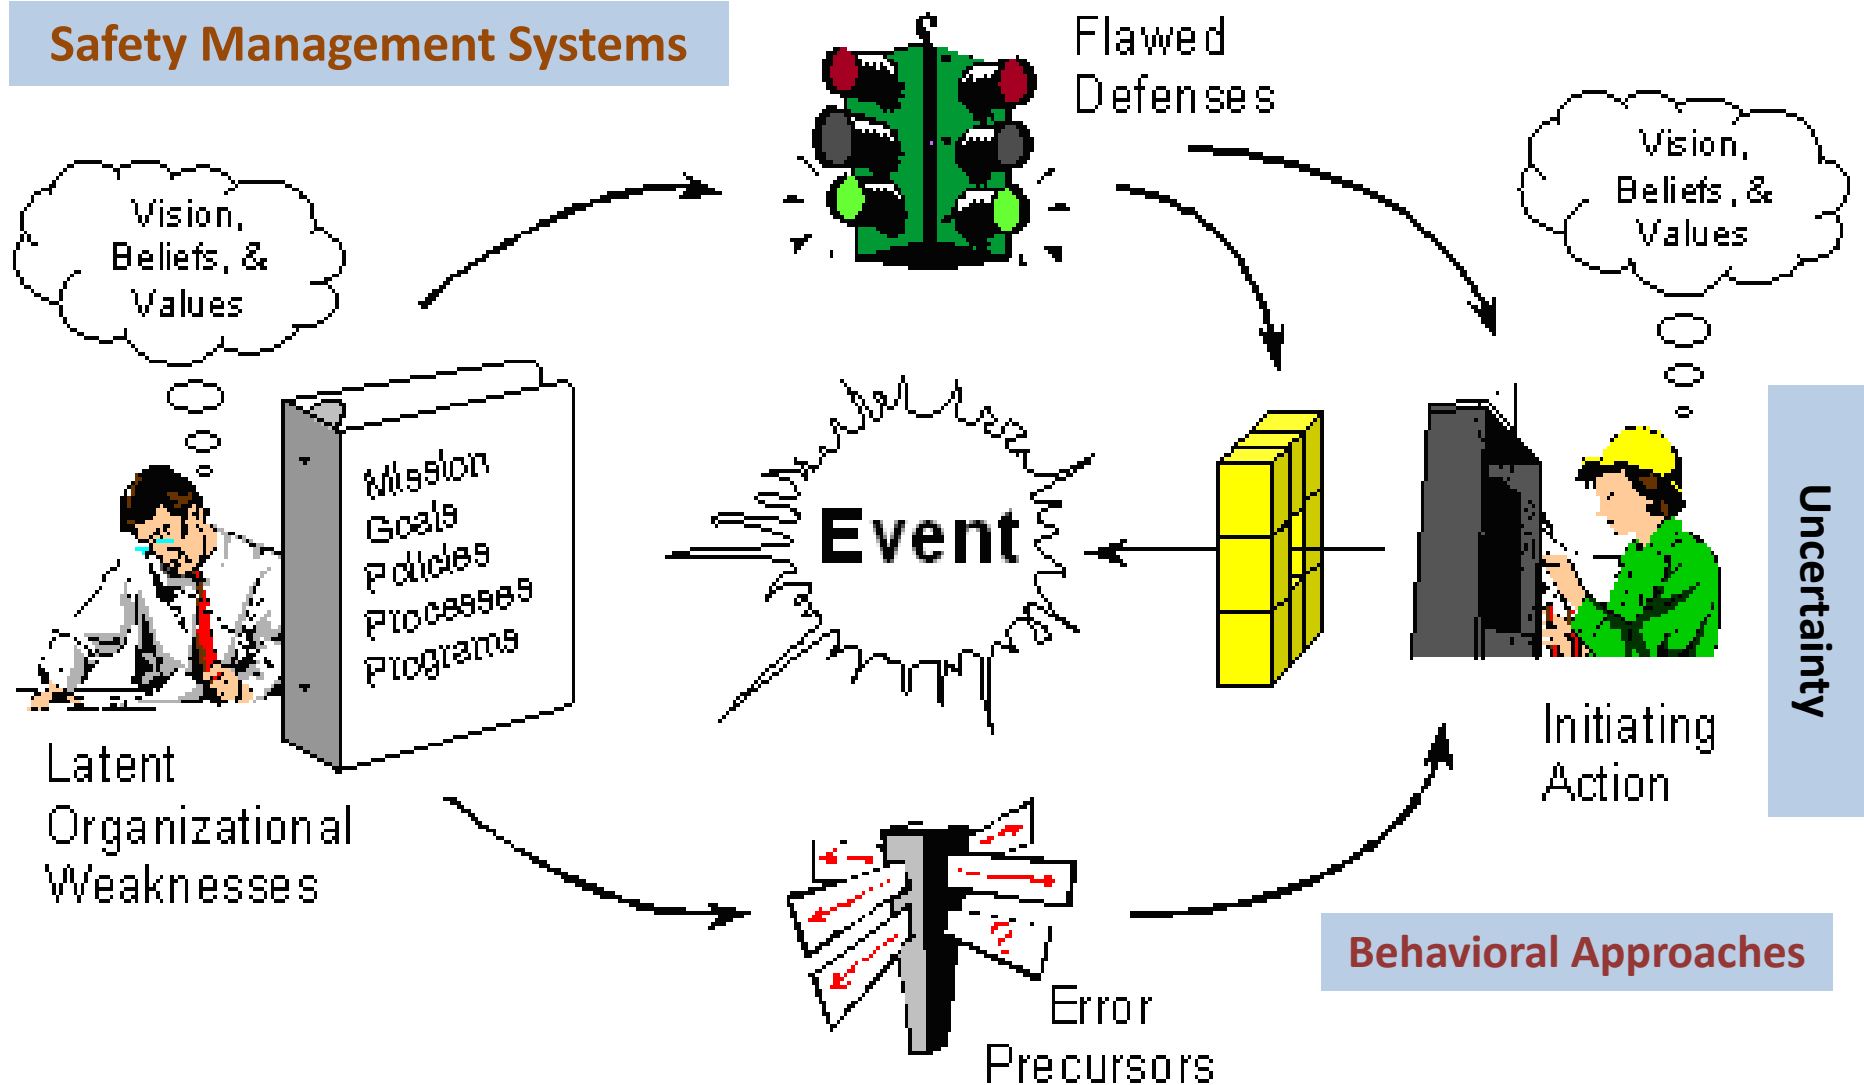 Safety Management Systems
Flawed
Defenses
Vision,
Beliefs, &
Values
Vision,
Beliefs, &
Values
Mission
Goals
Policies
Processes
Programs
Event
Uncertainty
Initiating
Action
Latent
Organizational
Weaknesses
?
Behavioral Approaches
Error
Precursors